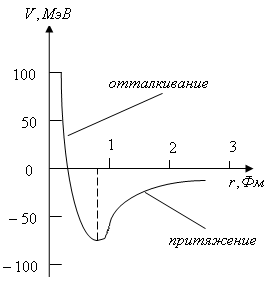 V, МэВ
100
отталкивание
50
1
2
3
0
r, Фм
−50
притяжение
−100